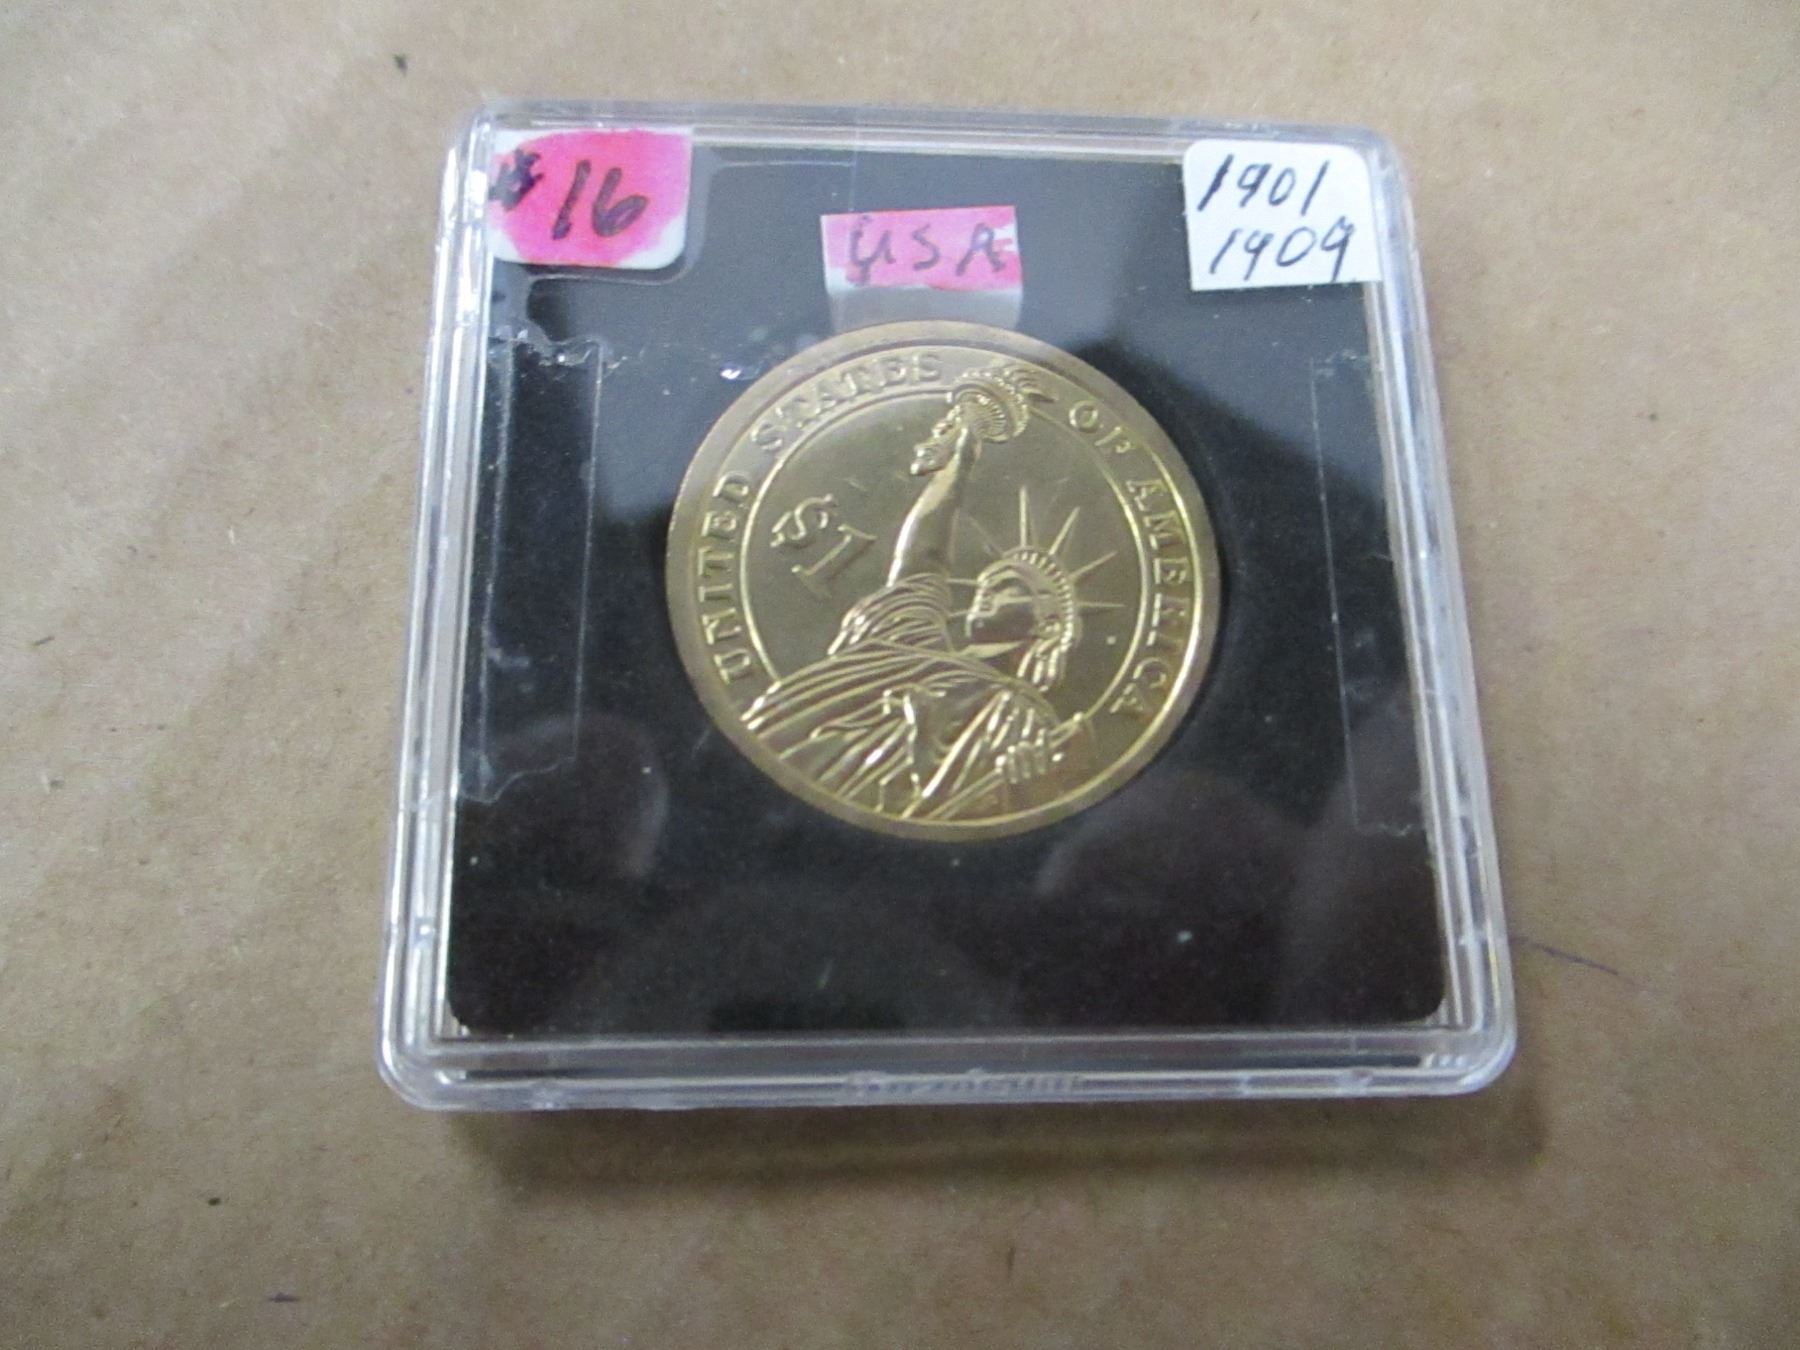 $16
USA
1901
1909
UNITED STATES OF AMERICA
$1